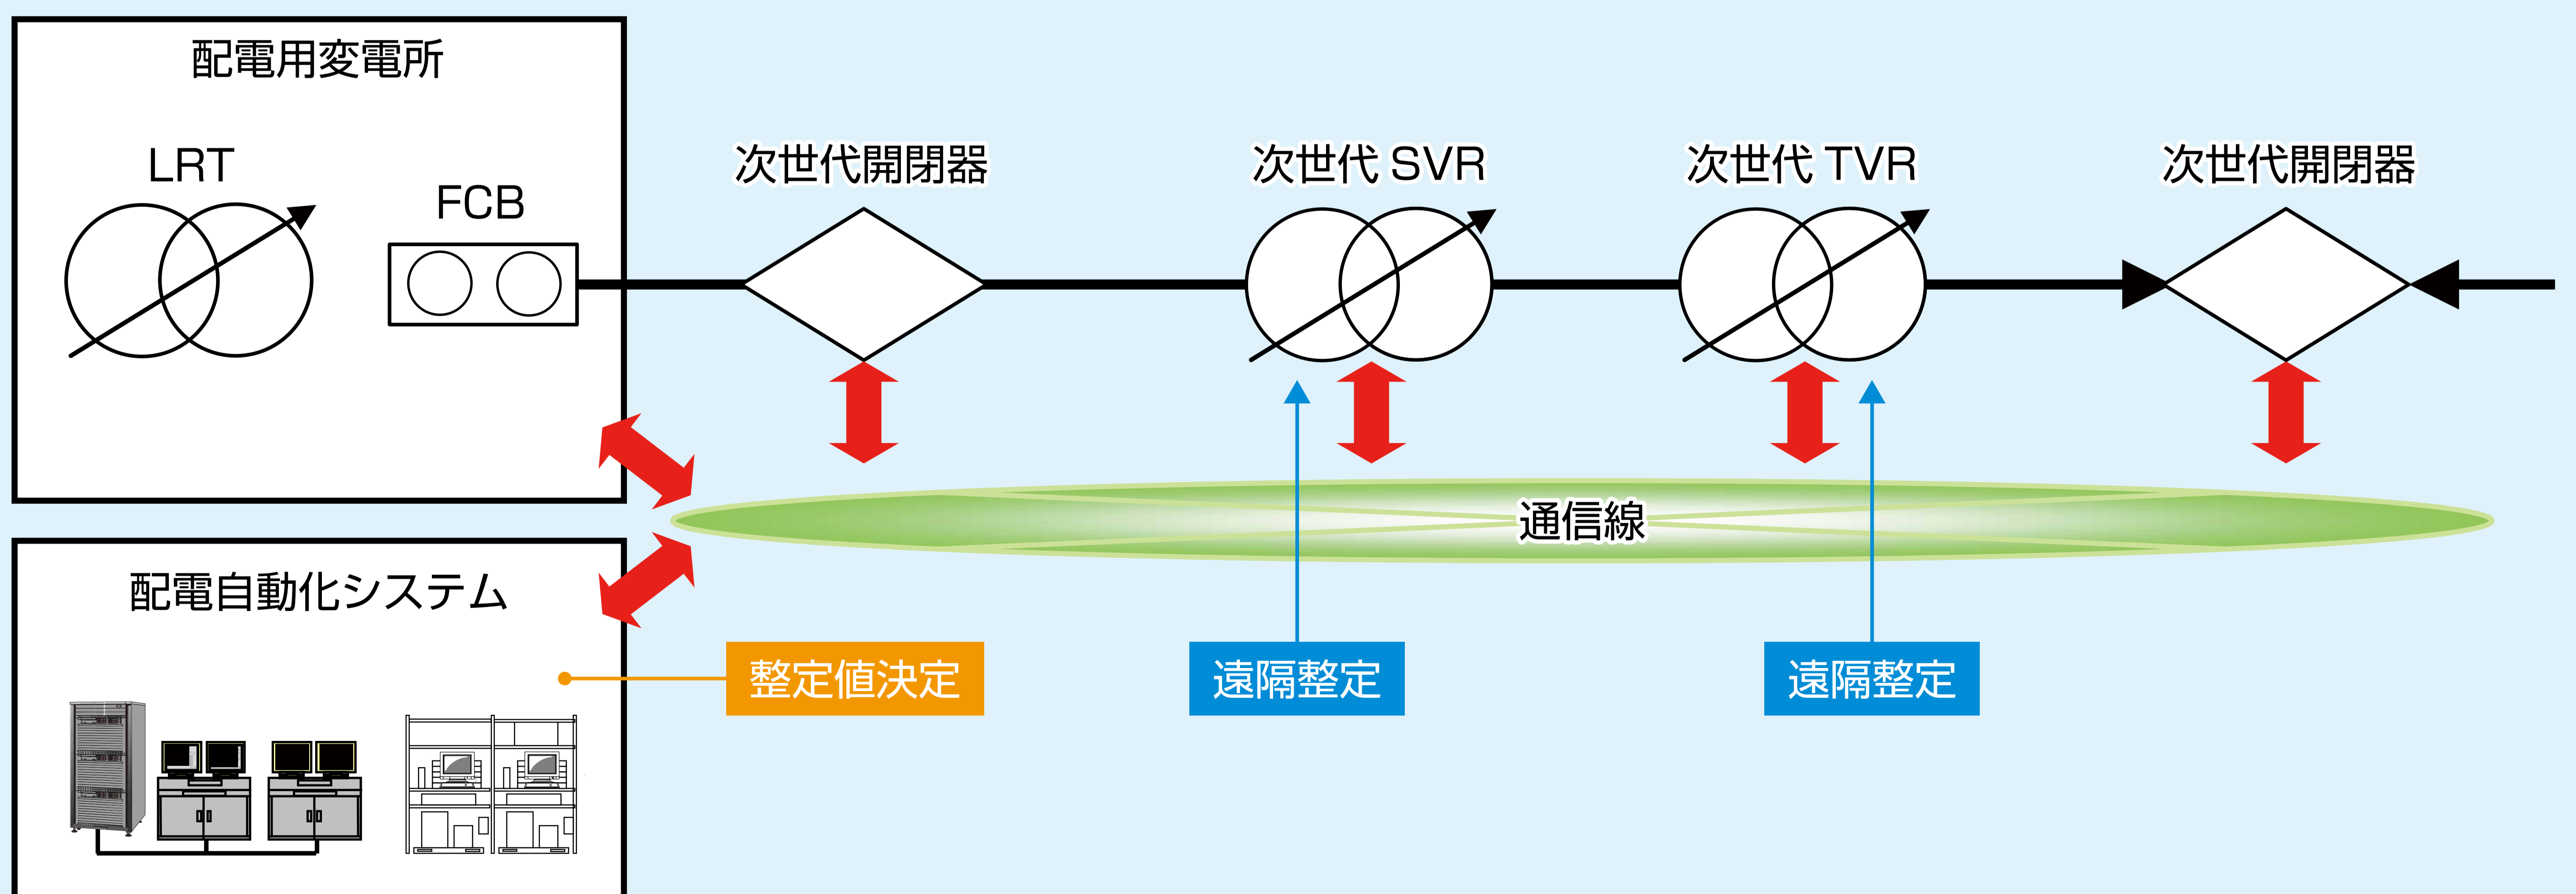 配電用変電所
LRT
FCB
次世代開閉器
次世代 SVR
次世代 TVR
次世代開閉器
通信線
配電自動化システム
整定値決定
遠隔整定
遠隔整定